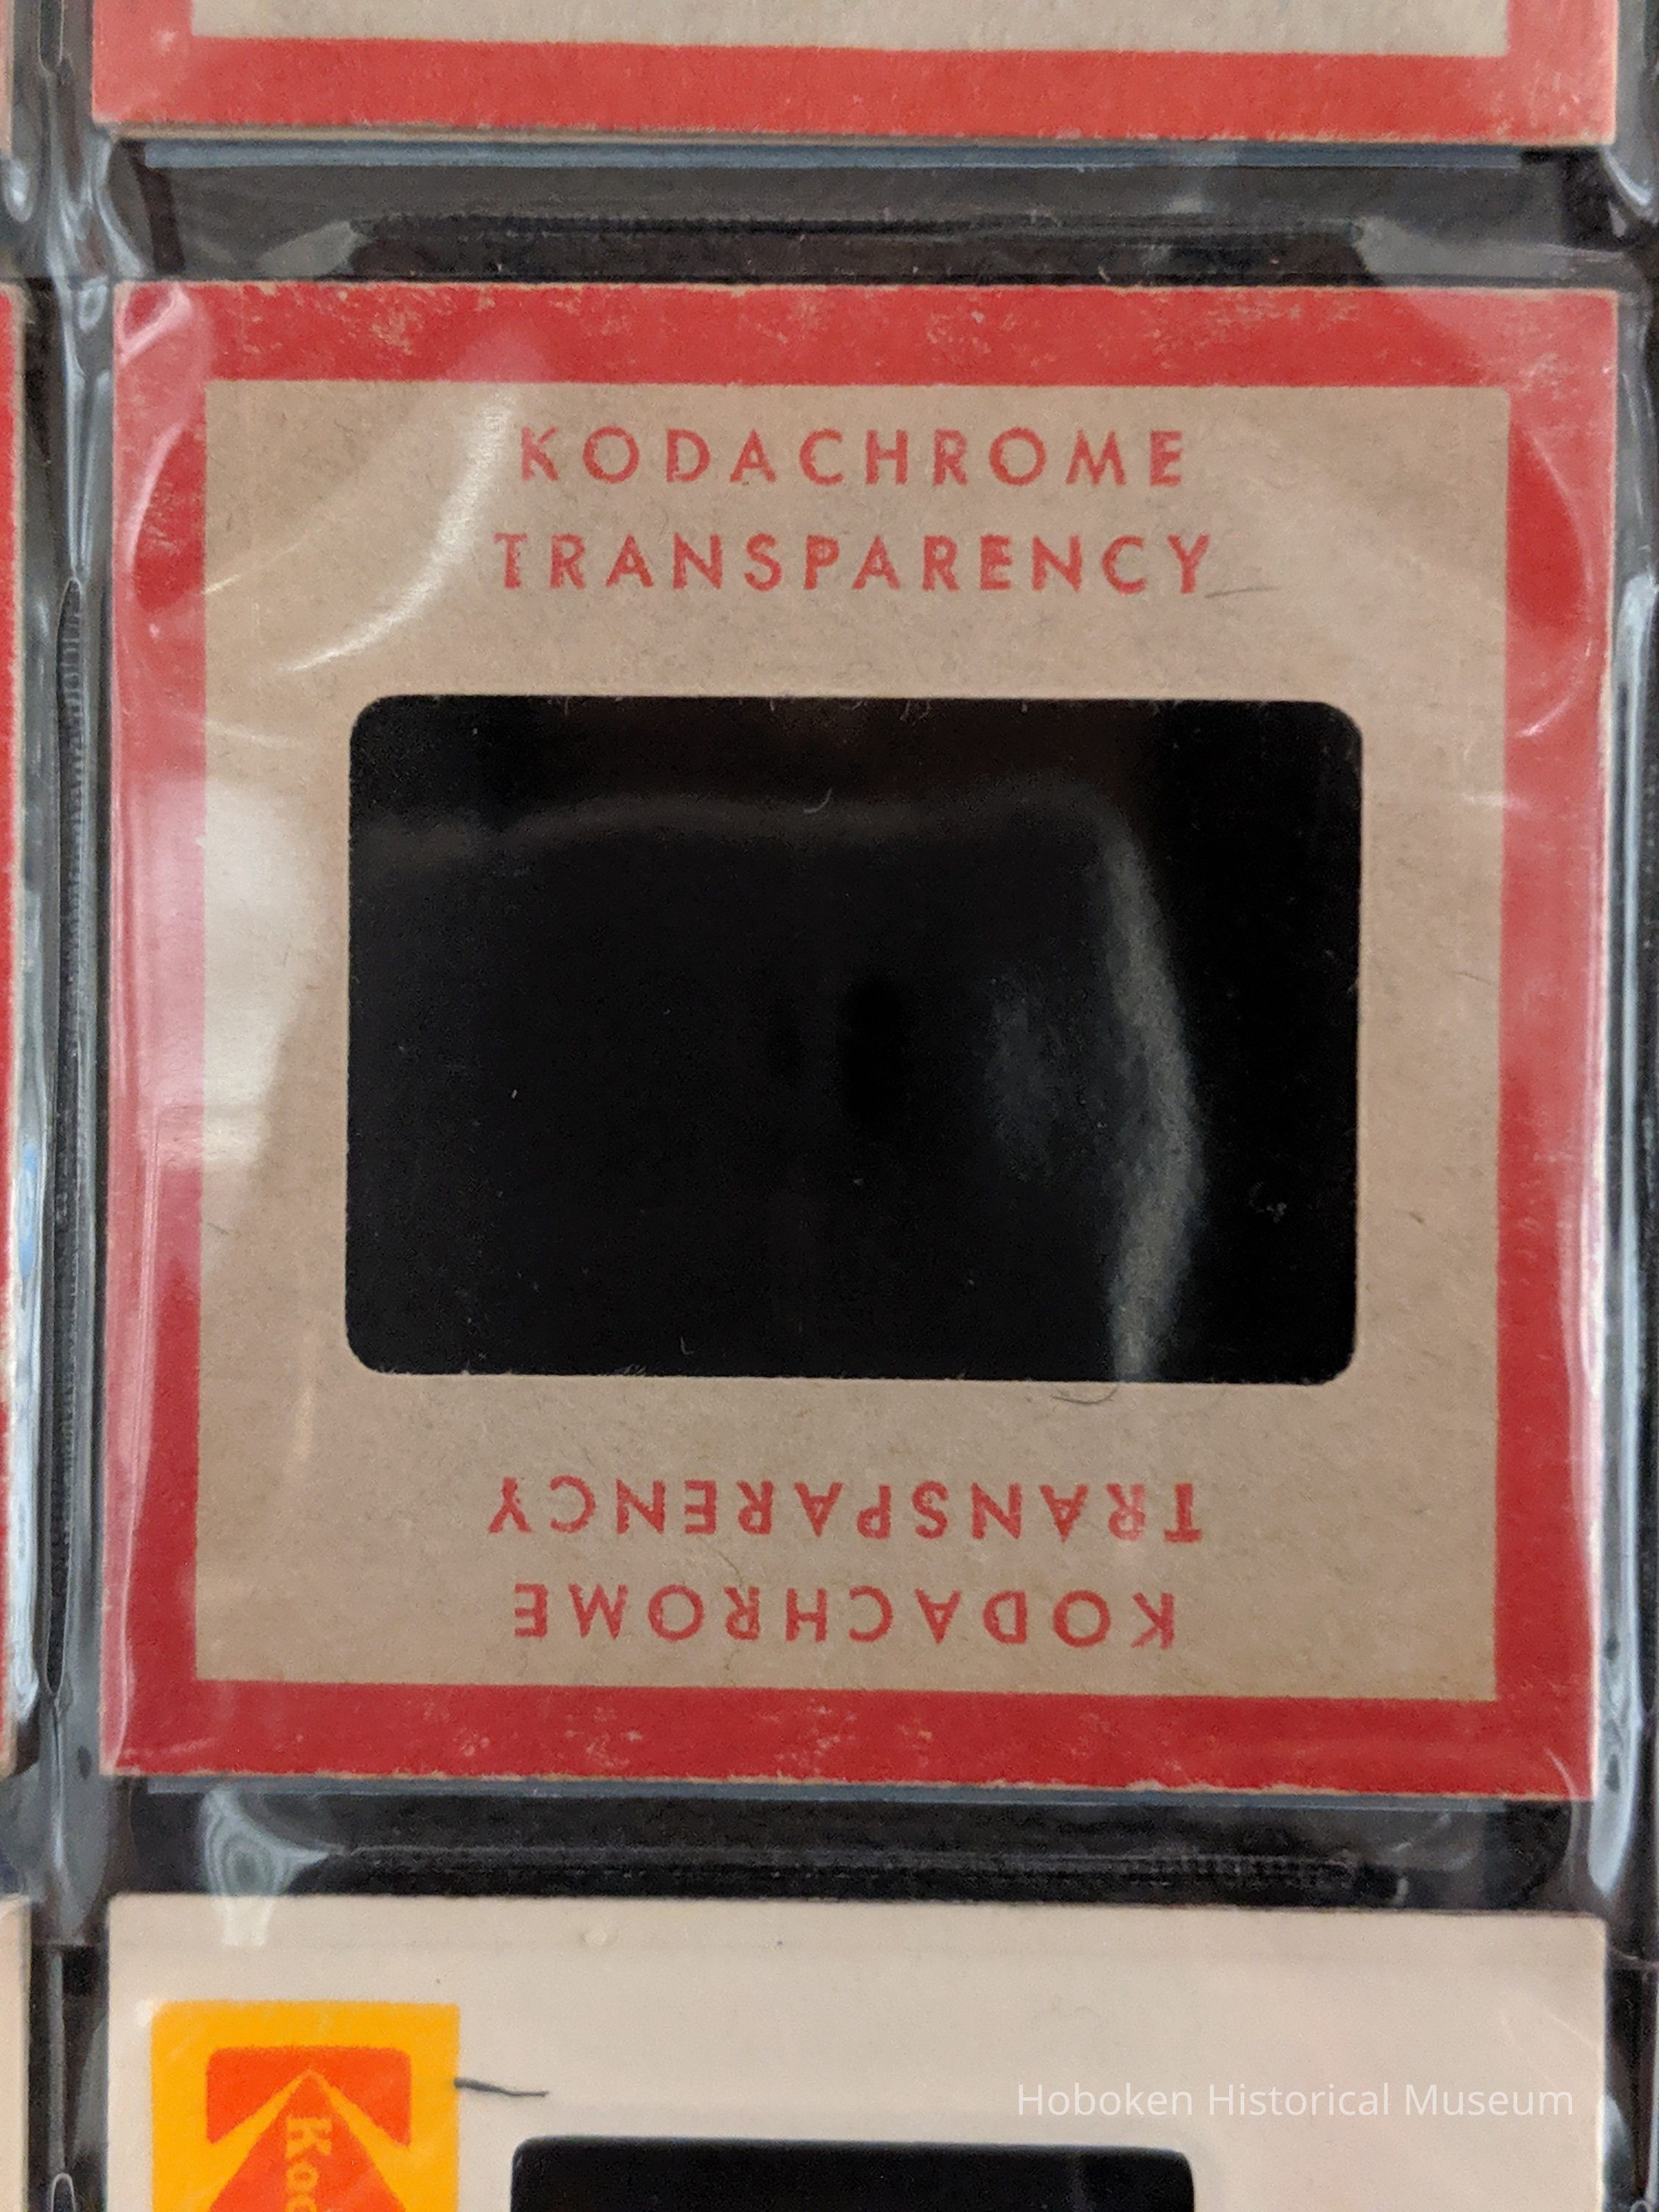 KODACHROME
TRANSPARENCY
KODACHROME
TRANSPARENCY
Hoboken Historical Museum